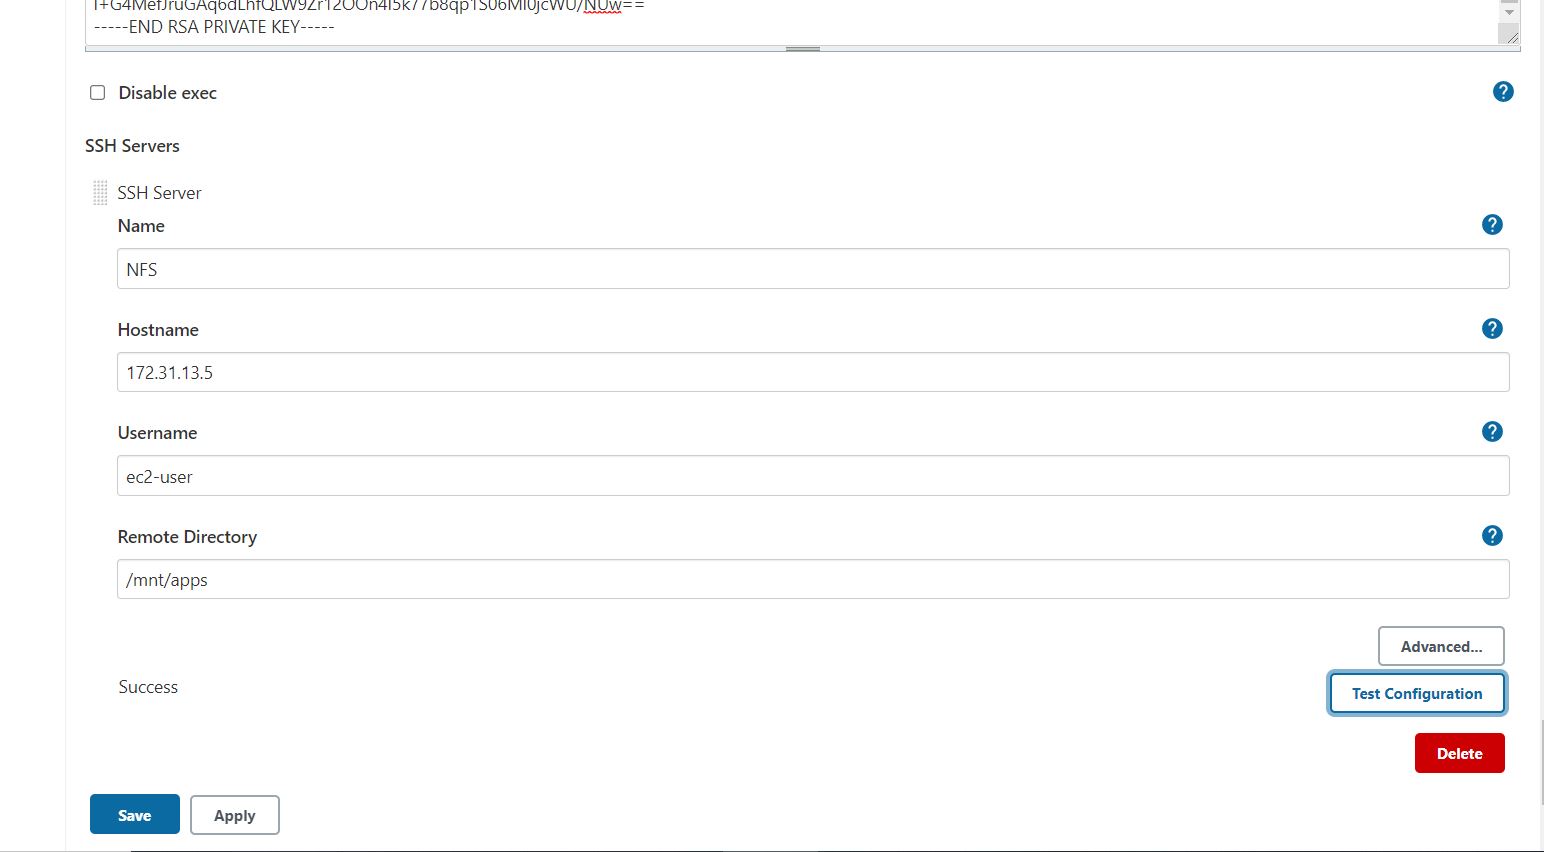 -----END RSA PRIVATE KEY-----
Disable exec
?
SSH Servers
SSH Server
Name
?
NFS
Hostname
?
172.31.13.5
Username
?
ec2-user
Remote Directory
?
/mnt/apps
Advanced...
Success
Test Configuration
Delete
Save
Apply